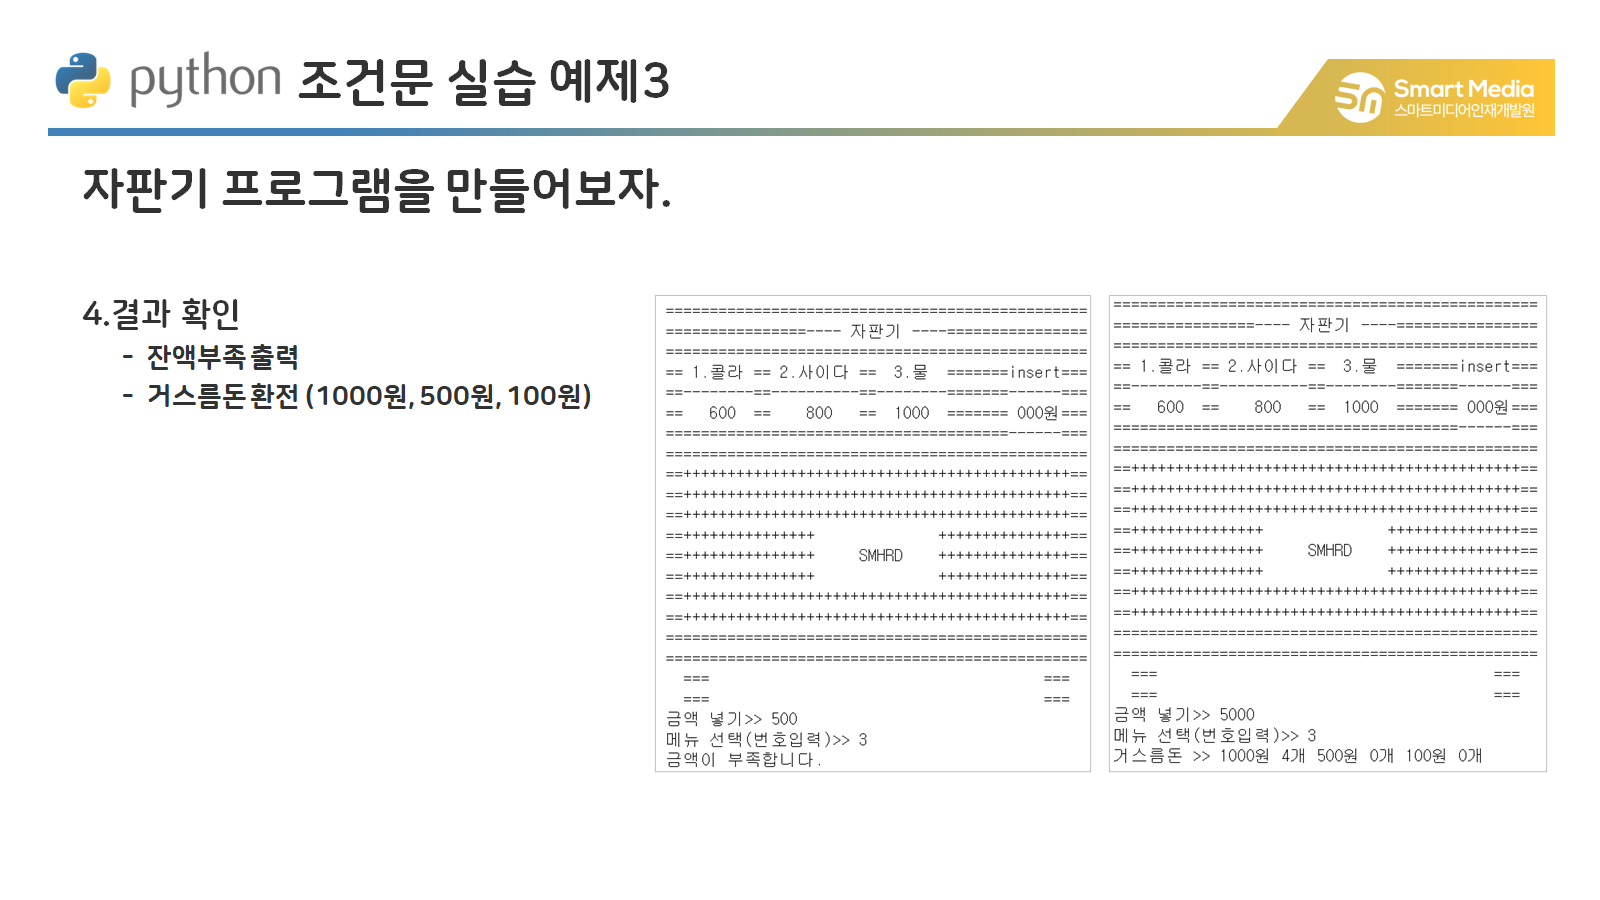 python 조건문 실습 예제3
Smart Media
스마트미디어인재개발원
자판기 프로그램을 만들어보자.
4.결과 확인
- 잔액부족 출력
- 거스름돈 환전 (1000원, 500원, 100원)
================================================
================---- 자판기 ----================
================================================
== 1.콜라 == 2.사이다 == 3.물 =======insert===
==--------==---------==--------=======------===
== 600 == 800 == 1000 ======= 000원===
=======================================------===
================================================
==++++++++++++++++++++++++++++++++++++++++++++==
==++++++++++++++++++++++++++++++++++++++++++++==
==++++++++++++++++++++++++++++++++++++++++++++==
==+++++++++++++++ +++++++++++++++==
==+++++++++++++++ SMHRD +++++++++++++++==
==+++++++++++++++ +++++++++++++++==
==++++++++++++++++++++++++++++++++++++++++++++==
==++++++++++++++++++++++++++++++++++++++++++++==
================================================
================================================
=== ===
=== ===
금액 넣기>> 500
메뉴 선택(번호입력)>> 3
금액이 부족합니다.
================================================
================---- 자판기 ----================
================================================
== 1.콜라 == 2.사이다 == 3.물 =======insert===
==--------==---------==--------=======------===
== 600 == 800 == 1000 ======= 000원===
=======================================------===
================================================
==++++++++++++++++++++++++++++++++++++++++++++==
==++++++++++++++++++++++++++++++++++++++++++++==
==++++++++++++++++++++++++++++++++++++++++++++==
==+++++++++++++++ +++++++++++++++==
==+++++++++++++++ SMHRD +++++++++++++++==
==+++++++++++++++ +++++++++++++++==
==++++++++++++++++++++++++++++++++++++++++++++==
==++++++++++++++++++++++++++++++++++++++++++++==
================================================
================================================
=== ===
=== ===
금액 넣기>> 5000
메뉴 선택(번호입력)>> 3
거스름돈 >> 1000원 4개 500원 0개 100원 0개